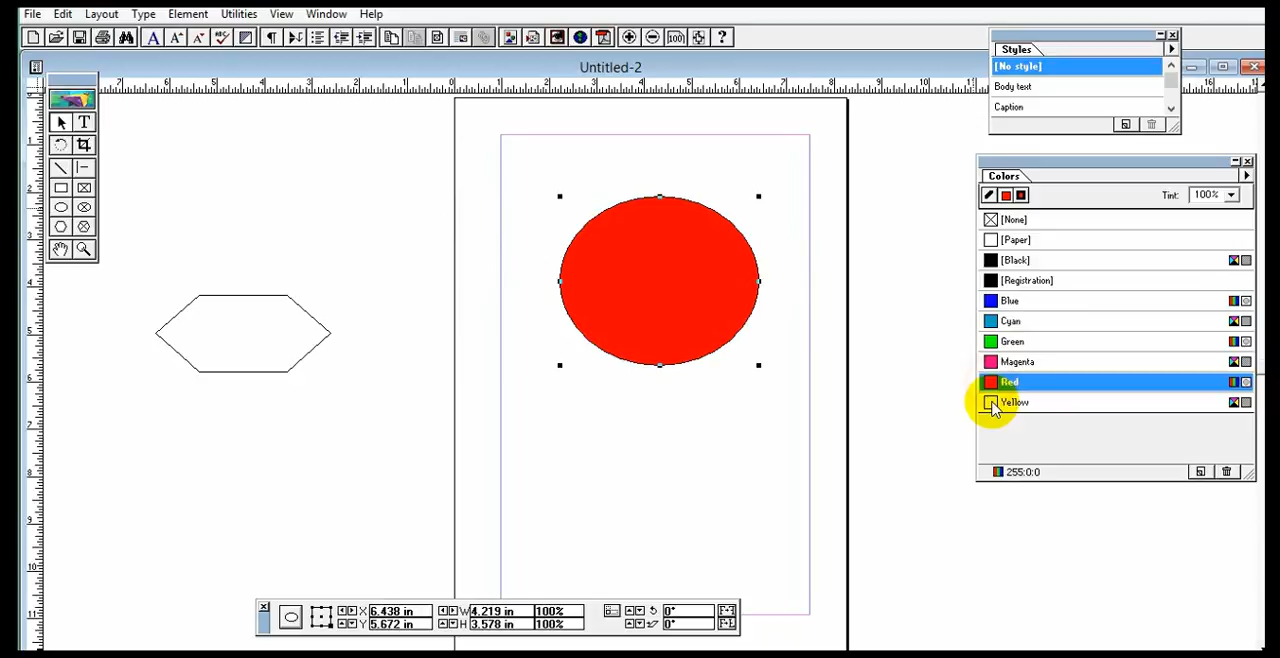 File Edit Layout Type Element Utilities View Window Help
Untitled-2
Styles
[No style]
Body text
Caption
Colors
Tint: 100%
[None]
[Paper]
[Black]
[Registration]
Blue
Cyan
Green
Magenta
Red
Yellow
255:0:0
X 6.438 in W 4.219 in 100% 0°
Y 5.672 in H 3.578 in 100% 0°